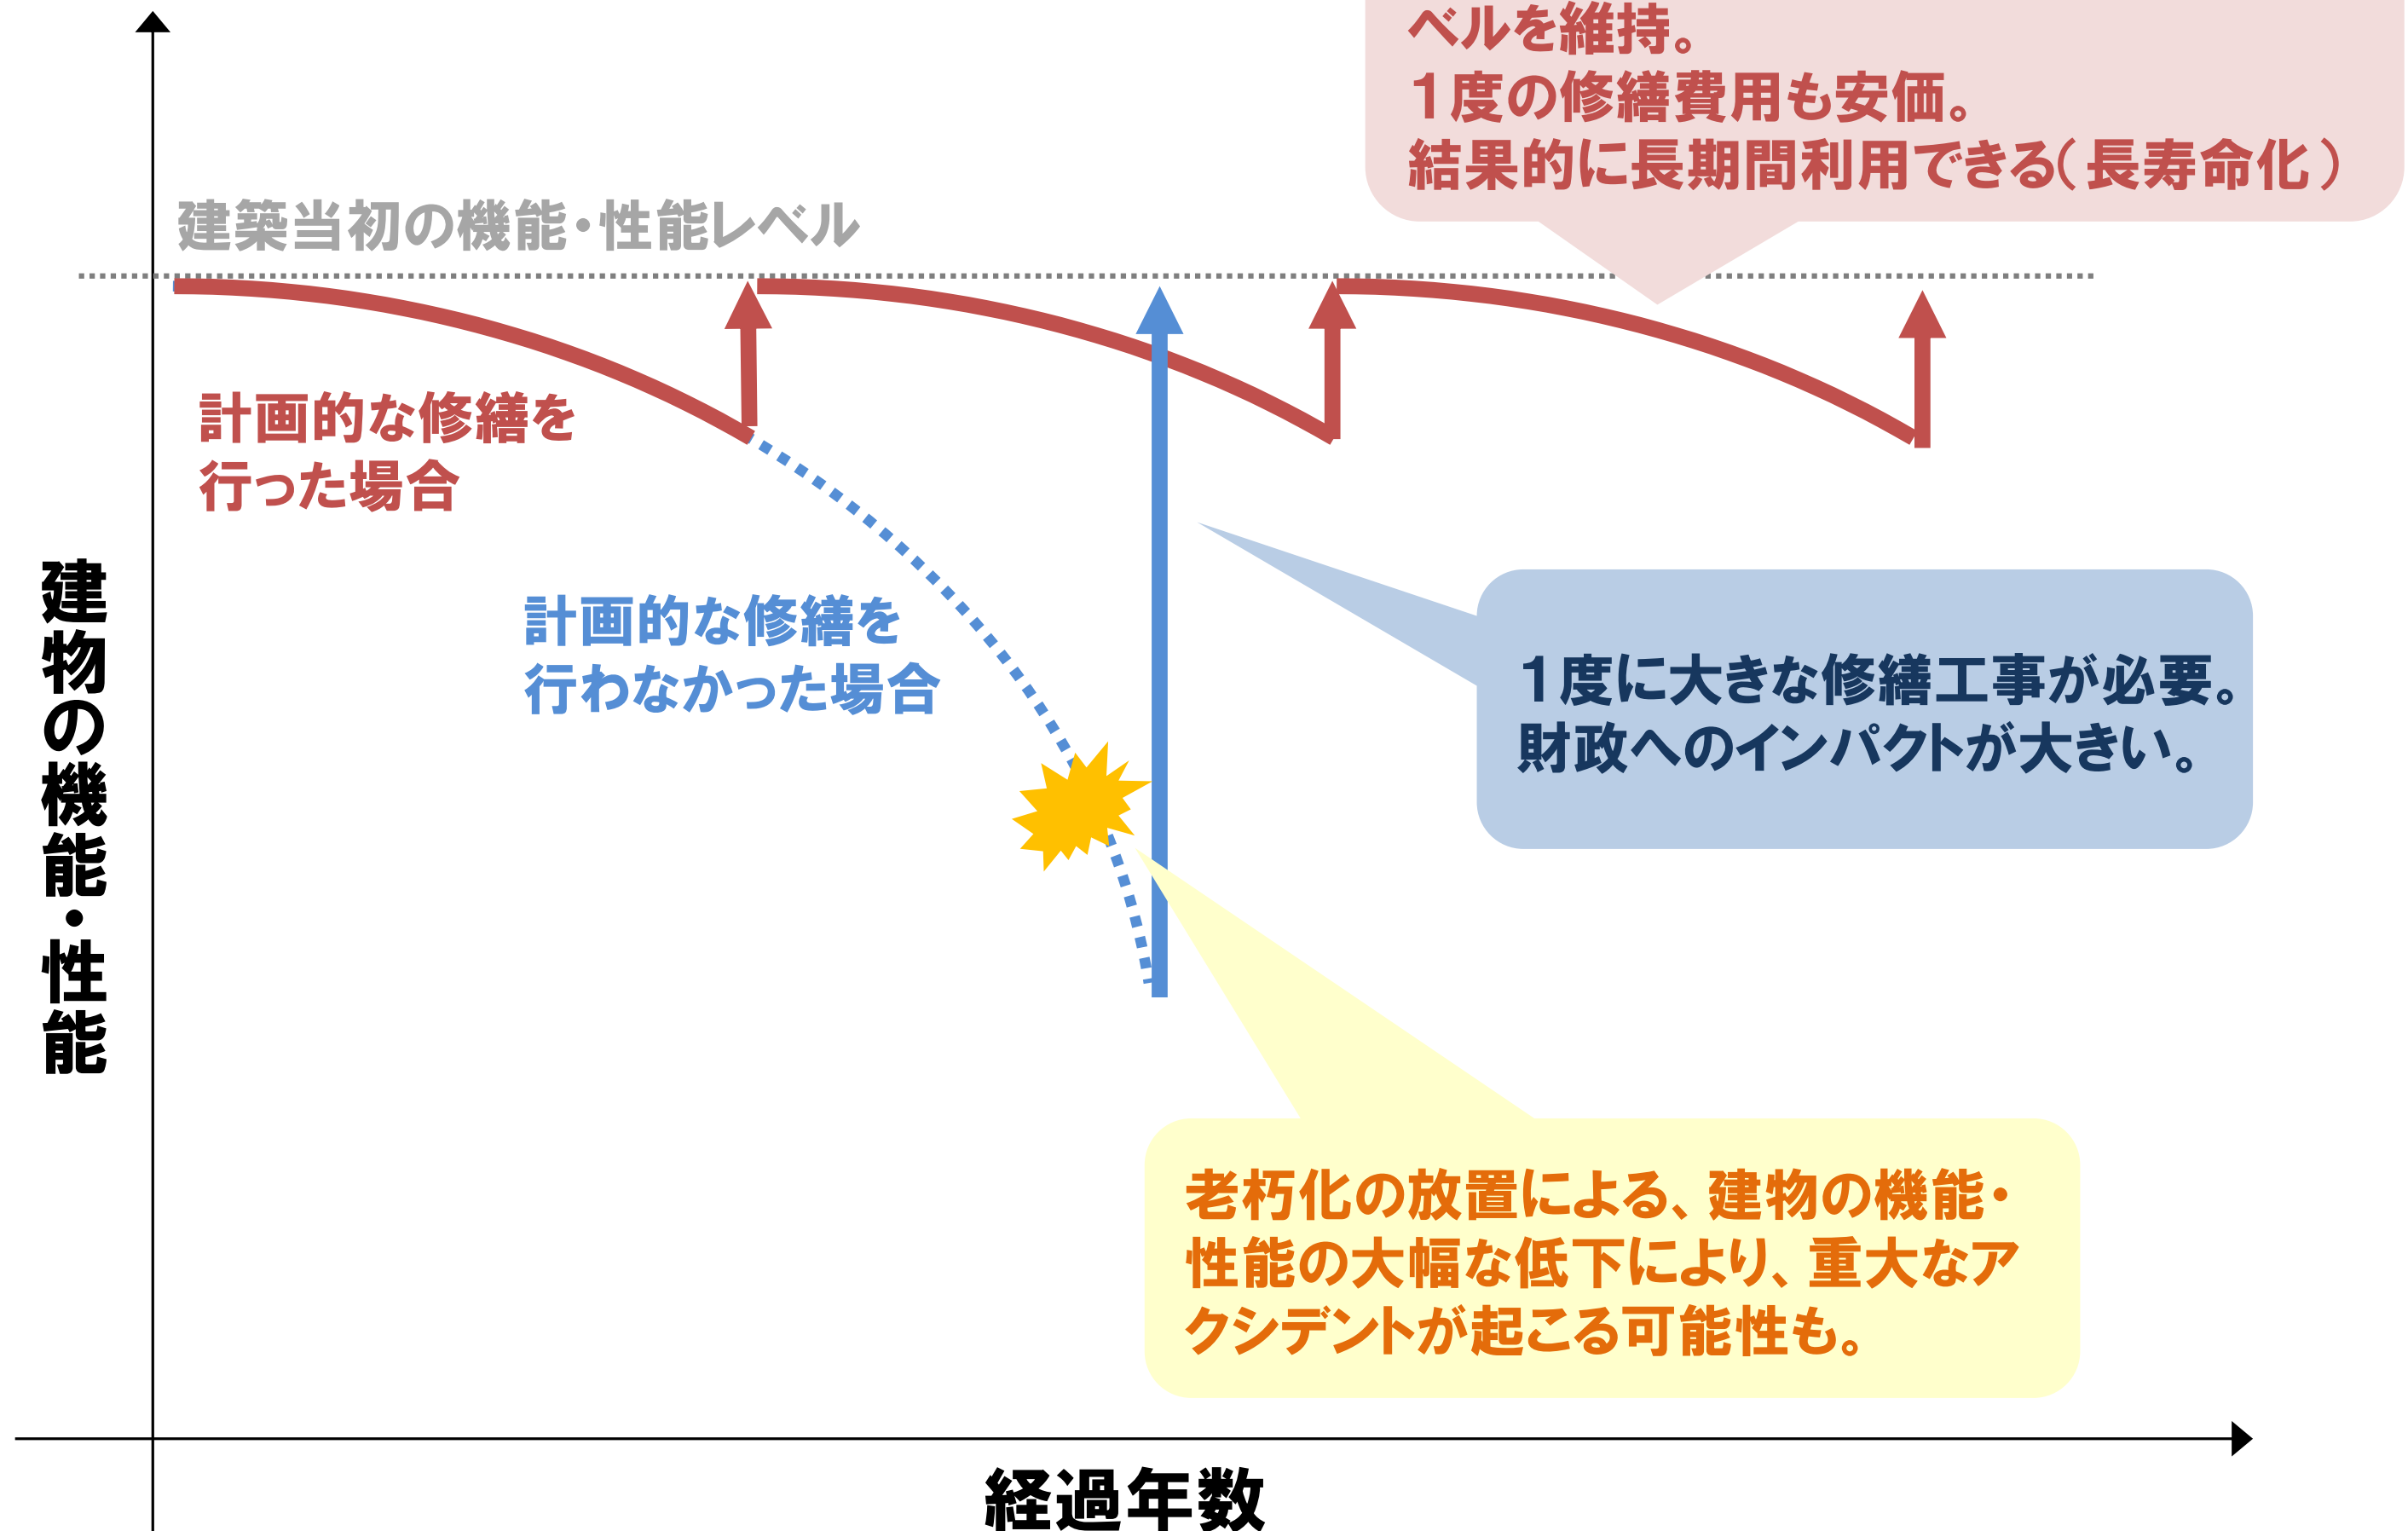 ベルを維持。
1度の修繕費用も安価。
結果的に長期間利用できる（長寿命化）
建築当初の機能・性能レベル
計画的な修繕を
行った場合
計画的な修繕を
行わなかった場合
建物の機能・性能
1度に大きな修繕工事が必要。
財政へのインパクトが大きい。
老朽化の放置による、建物の機能・
性能の大幅な低下により、重大なア
クシデントが起こる可能性も。
経過年数